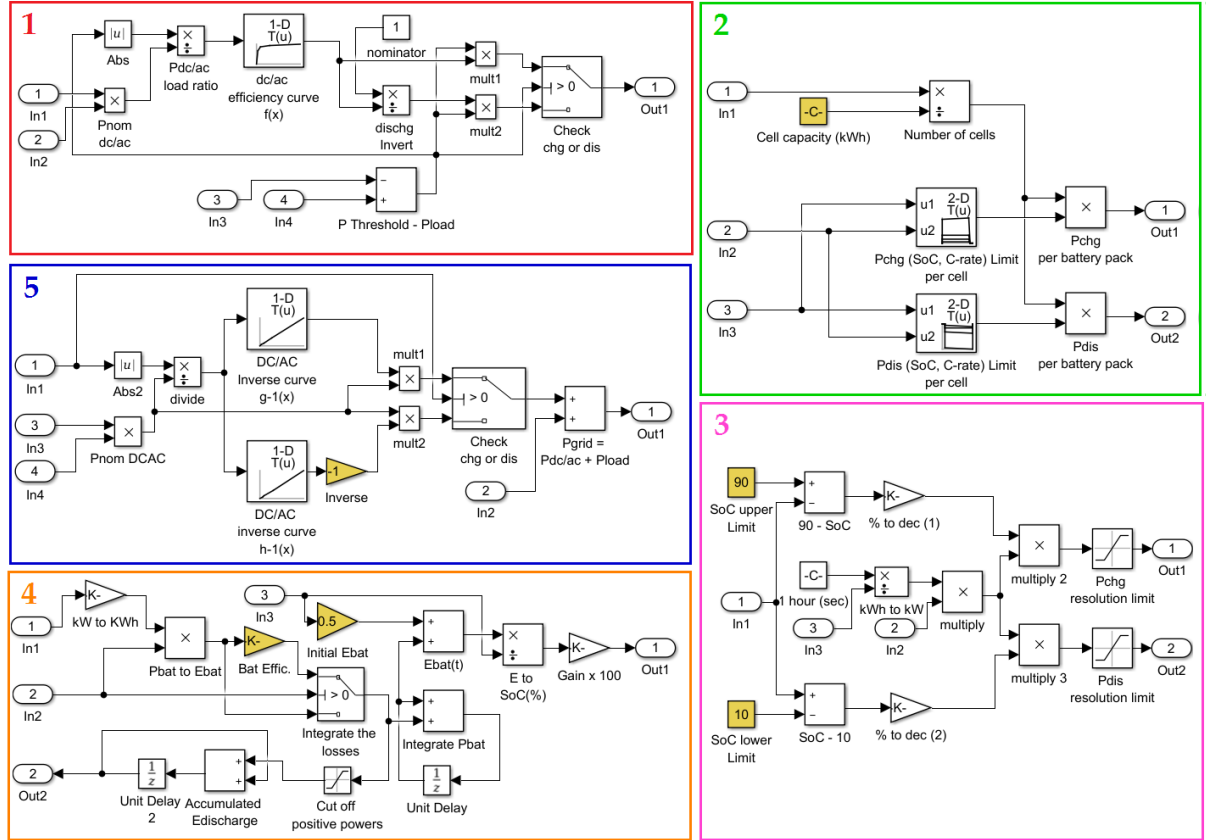 1
|u|
Abs
×
÷
Pdc/ac
load ratio
1-D
T(u)
dc/ac
efficiency curve
f(x)
1
nominator
1
In1
2
In2
×
Pnom
dc/ac
×
÷
dischg
Invert
×
mult1
×
mult2
> 0
Check
chg or dis
1
Out1
3
In3
4
In4
−
+
P Threshold - Pload
2
1
In1
-C-
Cell capacity (kWh)
×
÷
Number of cells
2
In2
3
In3
u1
u2
2-D
T(u)
Pchg (SoC, C-rate) Limit
per cell
u1
u2
2-D
T(u)
Pdis (SoC, C-rate) Limit
per cell
×
Pchg
per battery pack
×
Pdis
per battery pack
1
Out1
2
Out2
5
1
In1
|u|
Abs2
×
÷
divide
3
In3
4
In4
×
Pnom DCAC
1-D
T(u)
DC/AC
Inverse curve
g-1(x)
1-D
T(u)
DC/AC
inverse curve
h-1(x)
-1
Inverse
mult1
×
×
mult2
> 0
Check
chg or dis
2
In2
+
+
Pgrid =
Pdc/ac + Pload
1
Out1
3
90
SoC upper
Limit
+
−
90 - SoC
K-
% to dec (1)
-C-
1 hour (sec)
×
÷
kWh to kW
×
multiply
1
In1
3
In3
2
In2
×
multiply 2
Pchg
resolution limit
1
Out1
×
multiply 3
Pdis
resolution limit
2
Out2
10
SoC lower
Limit
+
−
SoC - 10
K-
% to dec (2)
4
1
In1
K-
kW to KWh
×
Pbat to Ebat
K-
Bat Effic.
3
In3
0.5
Initial Ebat
+
+
Ebat(t)
×
÷
E to
SoC(%)
K-
Gain x 100
1
Out1
2
In2
> 0
Integrate the
losses
+
+
Integrate Pbat
2
Out2
1
z
Unit Delay
2
+
+
Accumulated
Edischarge
Cut off
positive powers
1
z
Unit Delay